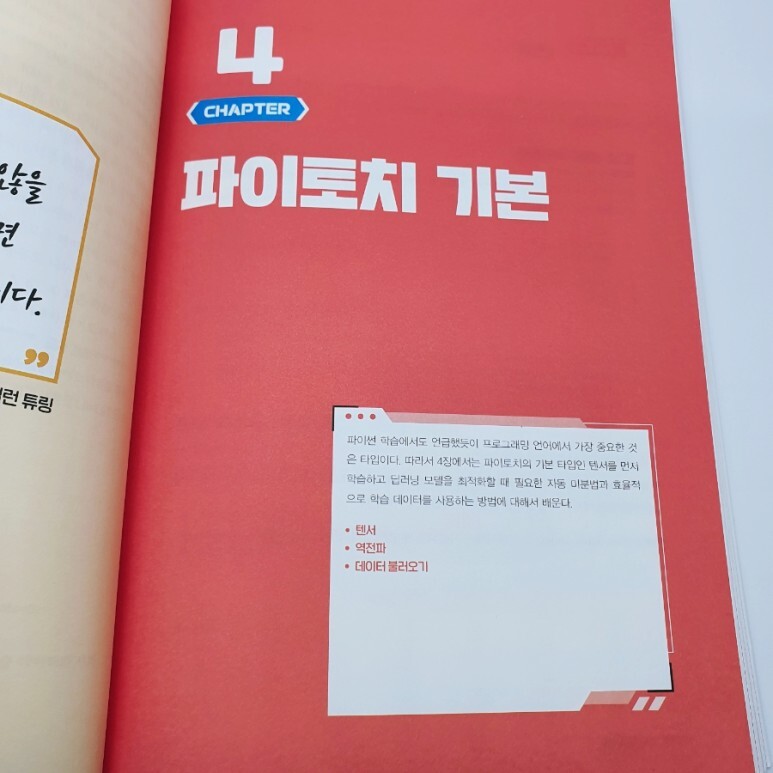 않을
이다.
”
튜링
4
CHAPTER
파이토치 기본
파이썬 학습에서도 언급했듯이 프로그래밍 언어에서 가장 중요한 것
은 타입이다. 따라서 4장에서는 파이토치의 기본 타입인 텐서를 먼저
학습하고 딥러닝 모델을 최적화할 때 필요한 자동 미분법과 효율적
으로 학습 데이터를 사용하는 방법에 대해서 배운다.
• 텐서
• 역전파
• 데이터 불러오기